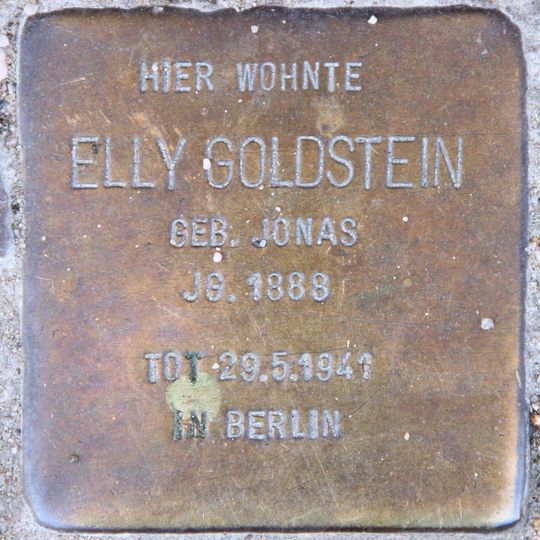 HIER WOHNTE
ELLY GOLDSTEIN
GEB. JONAS
JG. 1888
TOT 29.5.1941
IN BERLIN